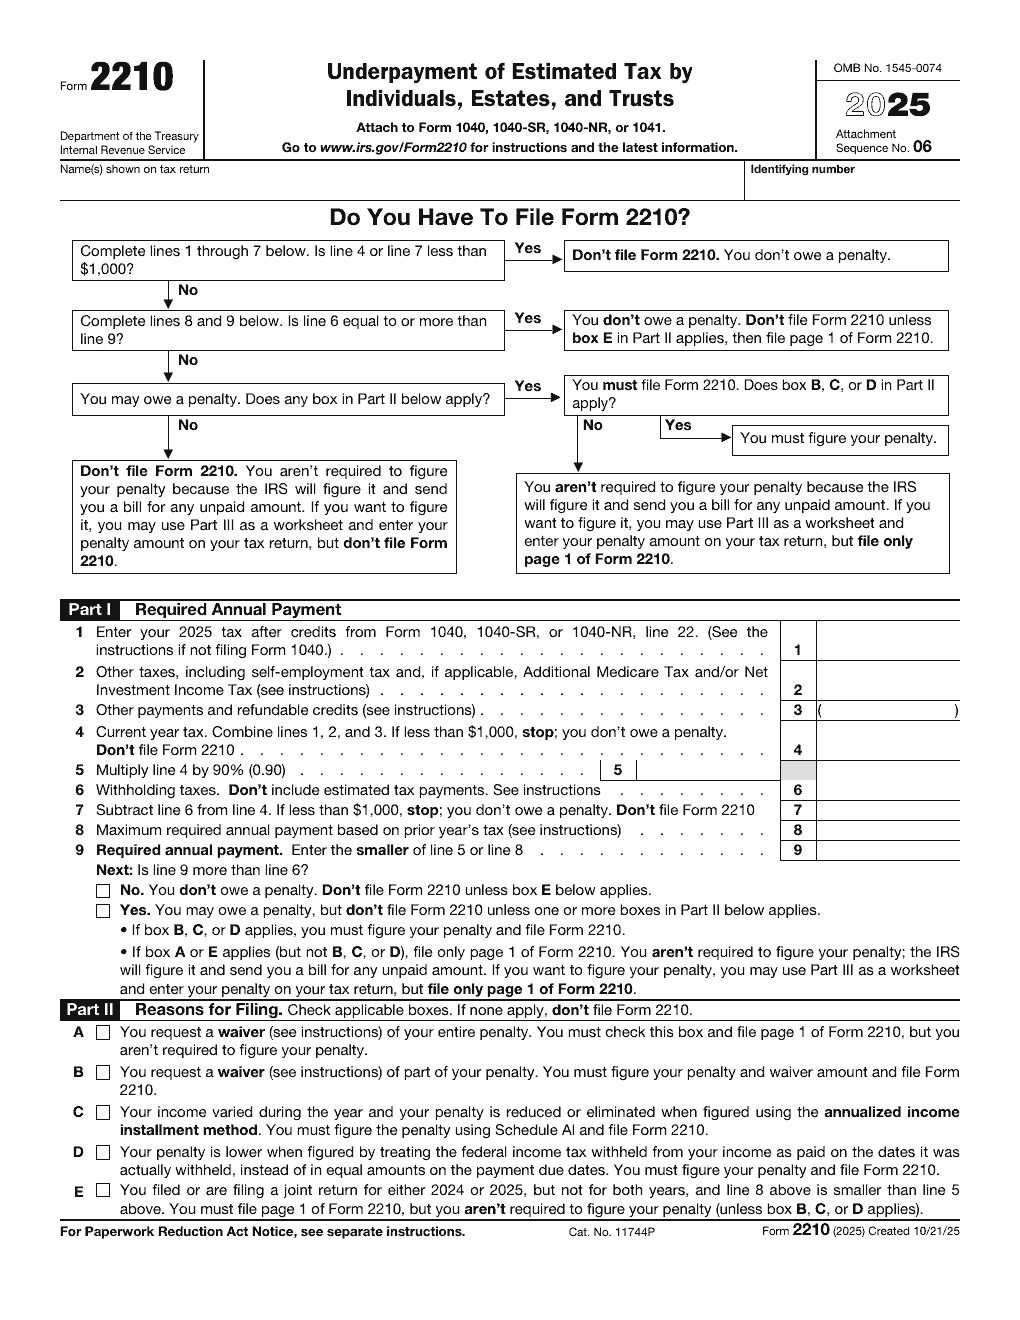 Form 2210
Department of the Treasury
Internal Revenue Service
Underpayment of Estimated Tax by
Individuals, Estates, and Trusts
Attach to Form 1040, 1040-SR, 1040-NR, or 1041.
Go to www.irs.gov/Form2210 for instructions and the latest information.
OMB No. 1545-0074
2025
Attachment
Sequence No. 06
Name(s) shown on tax return
Identifying number
Do You Have To File Form 2210?
Complete lines 1 through 7 below. Is line 4 or line 7 less than
$1,000?
Yes
Don't file Form 2210. You don't owe a penalty.
No
Complete lines 8 and 9 below. Is line 6 equal to or more than
line 9?
Yes
You don't owe a penalty. Don't file Form 2210 unless
box E in Part II applies, then file page 1 of Form 2210.
No
You may owe a penalty. Does any box in Part II below apply?
Yes
You must file Form 2210. Does box B, C, or D in Part II
apply?
No
No
Yes
You must figure your penalty.
Don't file Form 2210. You aren't required to figure
your penalty because the IRS will figure it and send
you a bill for any unpaid amount. If you want to figure
it, you may use Part III as a worksheet and enter your
penalty amount on your tax return, but don't file Form
2210.
You aren't required to figure your penalty because the IRS
will figure it and send you a bill for any unpaid amount. If you
want to figure it, you may use Part III as a worksheet and
enter your penalty amount on your tax return, but file only
page 1 of Form 2210.
Part I Required Annual Payment
1 Enter your 2025 tax after credits from Form 1040, 1040-SR, or 1040-NR, line 22. (See the
instructions if not filing Form 1040.) . . . . . . . . . . . . . . . . . . . . . . 1
2 Other taxes, including self-employment tax and, if applicable, Additional Medicare Tax and/or Net
Investment Income Tax (see instructions) . . . . . . . . . . . . . . . . . . . . 2
3 Other payments and refundable credits (see instructions) . . . . . . . . . . . . . . . 3 ( )
4 Current year tax. Combine lines 1, 2, and 3. If less than $1,000, stop; you don't owe a penalty.
Don't file Form 2210 . . . . . . . . . . . . . . . . . . . . . . . . . . . 4
5 Multiply line 4 by 90% (0.90) . . . . . . . . . . . . . . . 5
6 Withholding taxes. Don't include estimated tax payments. See instructions . . . . . . . . 6
7 Subtract line 6 from line 4. If less than $1,000, stop; you don't owe a penalty. Don't file Form 2210 7
8 Maximum required annual payment based on prior year's tax (see instructions) . . . . . . . 8
9 Required annual payment. Enter the smaller of line 5 or line 8 . . . . . . . . . . . . 9
Next: Is line 9 more than line 6?
No. You don't owe a penalty. Don't file Form 2210 unless box E below applies.
Yes. You may owe a penalty, but don't file Form 2210 unless one or more boxes in Part II below applies.
• If box B, C, or D applies, you must figure your penalty and file Form 2210.
• If box A or E applies (but not B, C, or D), file only page 1 of Form 2210. You aren't required to figure your penalty; the IRS
will figure it and send you a bill for any unpaid amount. If you want to figure your penalty, you may use Part III as a worksheet
and enter your penalty on your tax return, but file only page 1 of Form 2210.
Part II Reasons for Filing. Check applicable boxes. If none apply, don't file Form 2210.
A You request a waiver (see instructions) of your entire penalty. You must check this box and file page 1 of Form 2210, but you
aren't required to figure your penalty.
B You request a waiver (see instructions) of part of your penalty. You must figure your penalty and waiver amount and file Form
2210.
C Your income varied during the year and your penalty is reduced or eliminated when figured using the annualized income
installment method. You must figure the penalty using Schedule AI and file Form 2210.
D Your penalty is lower when figured by treating the federal income tax withheld from your income as paid on the dates it was
actually withheld, instead of in equal amounts on the payment due dates. You must figure your penalty and file Form 2210.
E You filed or are filing a joint return for either 2024 or 2025, but not for both years, and line 8 above is smaller than line 5
above. You must file page 1 of Form 2210, but you aren't required to figure your penalty (unless box B, C, or D applies).
For Paperwork Reduction Act Notice, see separate instructions.
Cat. No. 11744P
Form 2210 (2025) Created 10/21/25